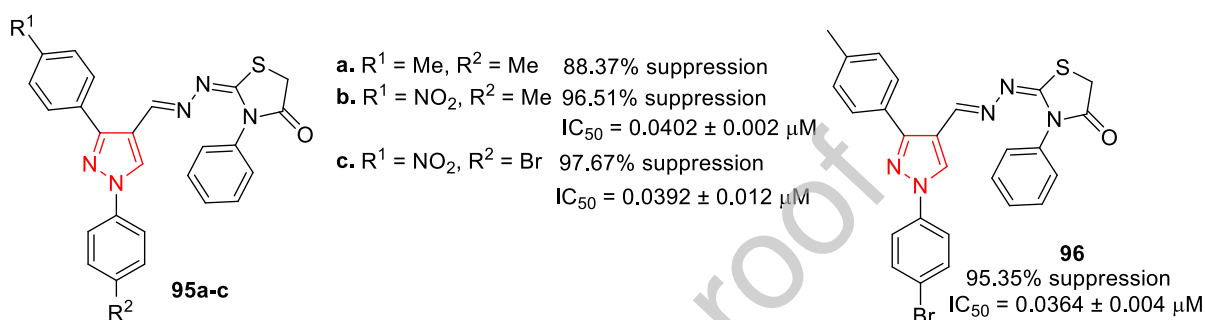 R1
S
N
N
N
O
N
N
R2
95a-c
a. R1 = Me, R2 = Me 88.37% suppression
b. R1 = NO2, R2 = Me 96.51% suppression
IC50 = 0.0402 ± 0.002 μM
c. R1 = NO2, R2 = Br 97.67% suppression
IC50 = 0.0392 ± 0.012 μM
roof
S
N
N
N
O
N
N
Br
96
95.35% suppression
IC50 = 0.0364 ± 0.004 μM